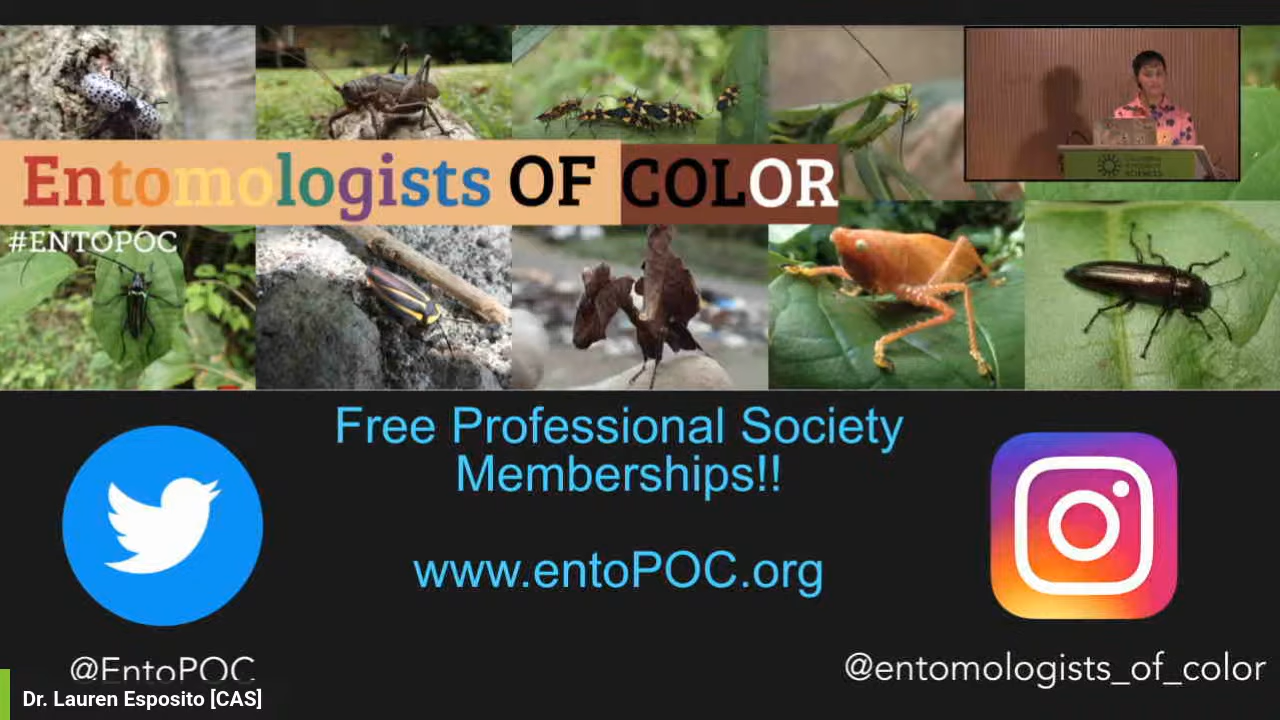 Entomologists OF COLOR
#ENTOPOC
Free Professional Society
Memberships!!
www.entoPOC.org
@EntoPOC
@entomologists_of_color
Dr. Lauren Esposito [CAS]